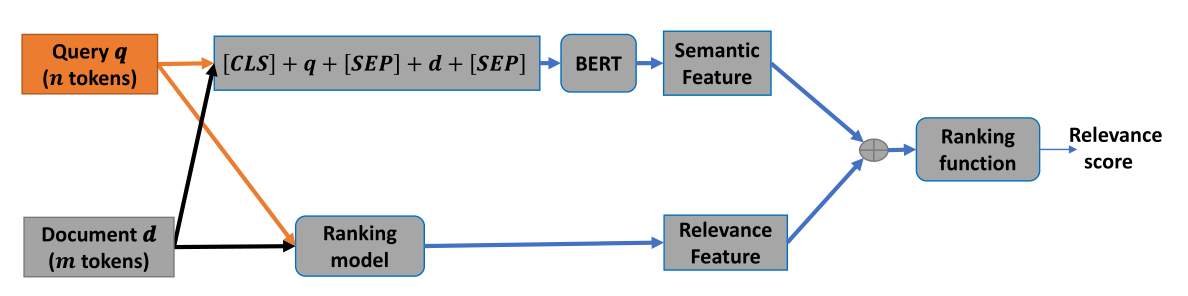 Query q
(n tokens)
[CLS] + q + [SEP] + d + [SEP]
BERT
Semantic
Feature
Ranking
function
Relevance
score
Document d
(m tokens)
Ranking
model
Relevance
Feature